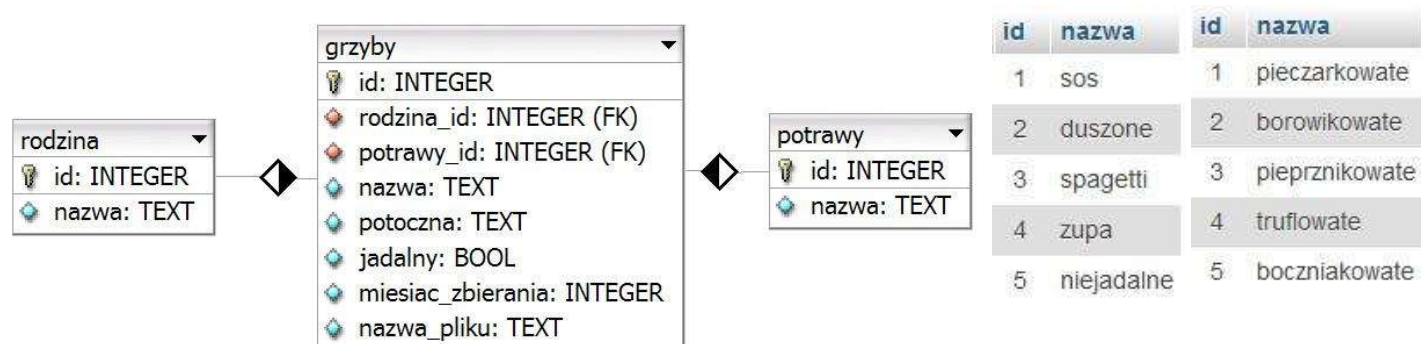 rodzina
id: INTEGER
nazwa: TEXT
grzyby
id: INTEGER
rodzina_id: INTEGER (FK)
potrawy_id: INTEGER (FK)
nazwa: TEXT
potoczna: TEXT
jadalny: BOOL
miesiac_zbierania: INTEGER
nazwa_pliku: TEXT
potrawy
id: INTEGER
nazwa: TEXT
id nazwa
1 sos
2 duszone
3 spagetti
4 zupa
5 niejadalne
id nazwa
1 pieczarkowate
2 borowikowate
3 pieprznikowate
4 truflowate
5 boczniakowate